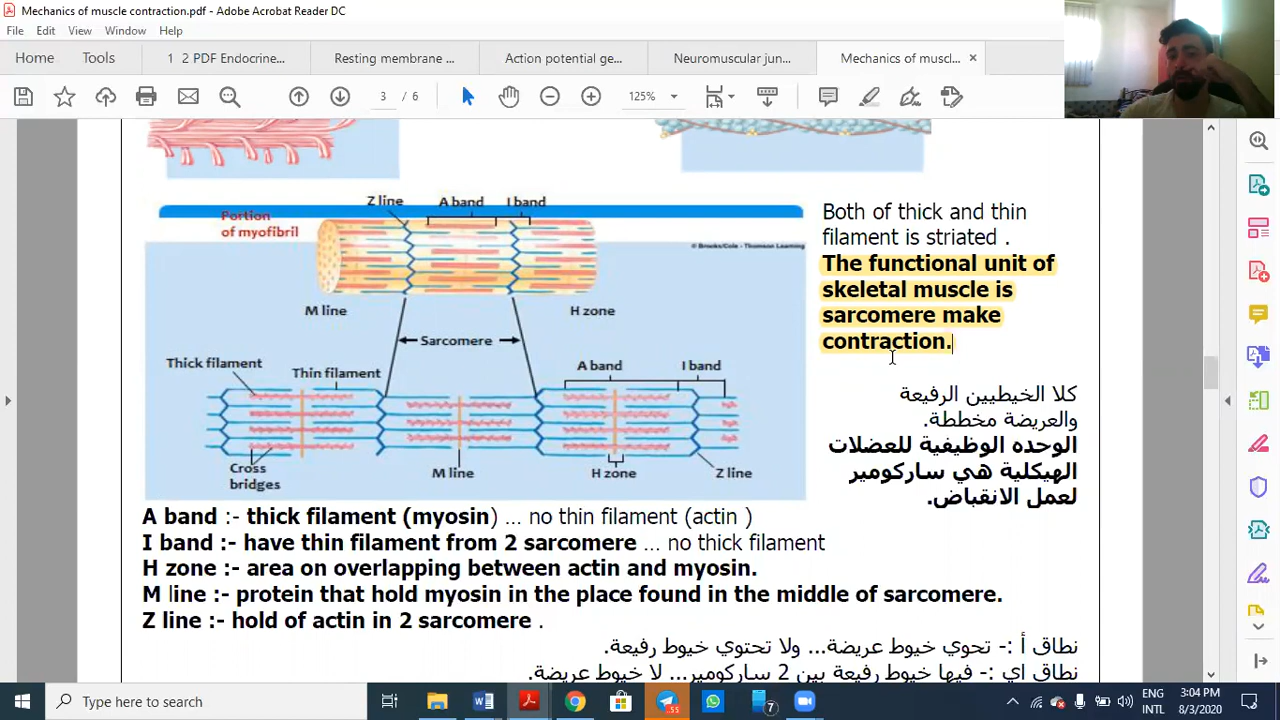 Mechanics of muscle contraction.pdf - Adobe Acrobat Reader DC
File Edit View Window Help
Home Tools 1 2 PDF Endocrine... Resting membrane ... Action potential ge... Neuromuscular jun... Mechanics of muscl... ×
3 / 6 125%
Z line A band I band
Portion
of myofibril
© Brooks/Cole - Thomson Learning
M line H zone
Sarcomere
Thick filament Thin filament A band I band
Cross
bridges
M line H zone Z line
Both of thick and thin
filament is striated .
The functional unit of
skeletal muscle is
sarcomere make
contraction.
كلا الخيطيين الرفيعة
والعريضة مخططة.
الوحده الوظيفية للعضلات
الهيكلية هي ساركومير
لعمل الانقباض.
A band :- thick filament (myosin) ... no thin filament (actin )
I band :- have thin filament from 2 sarcomere ... no thick filament
H zone :- area on overlapping between actin and myosin.
M line :- protein that hold myosin in the place found in the middle of sarcomere.
Z line :- hold of actin in 2 sarcomere .
نطاق أ :- تحوي خيوط عريضة... ولا تحتوي خيوط رفيعة.
نطاق اي :- فيها خيوط رفيعة بين 2 ساركومير... لا خيوط عريضة.
Type here to search
55
7
ENG
INTL
3:04 PM
8/3/2020